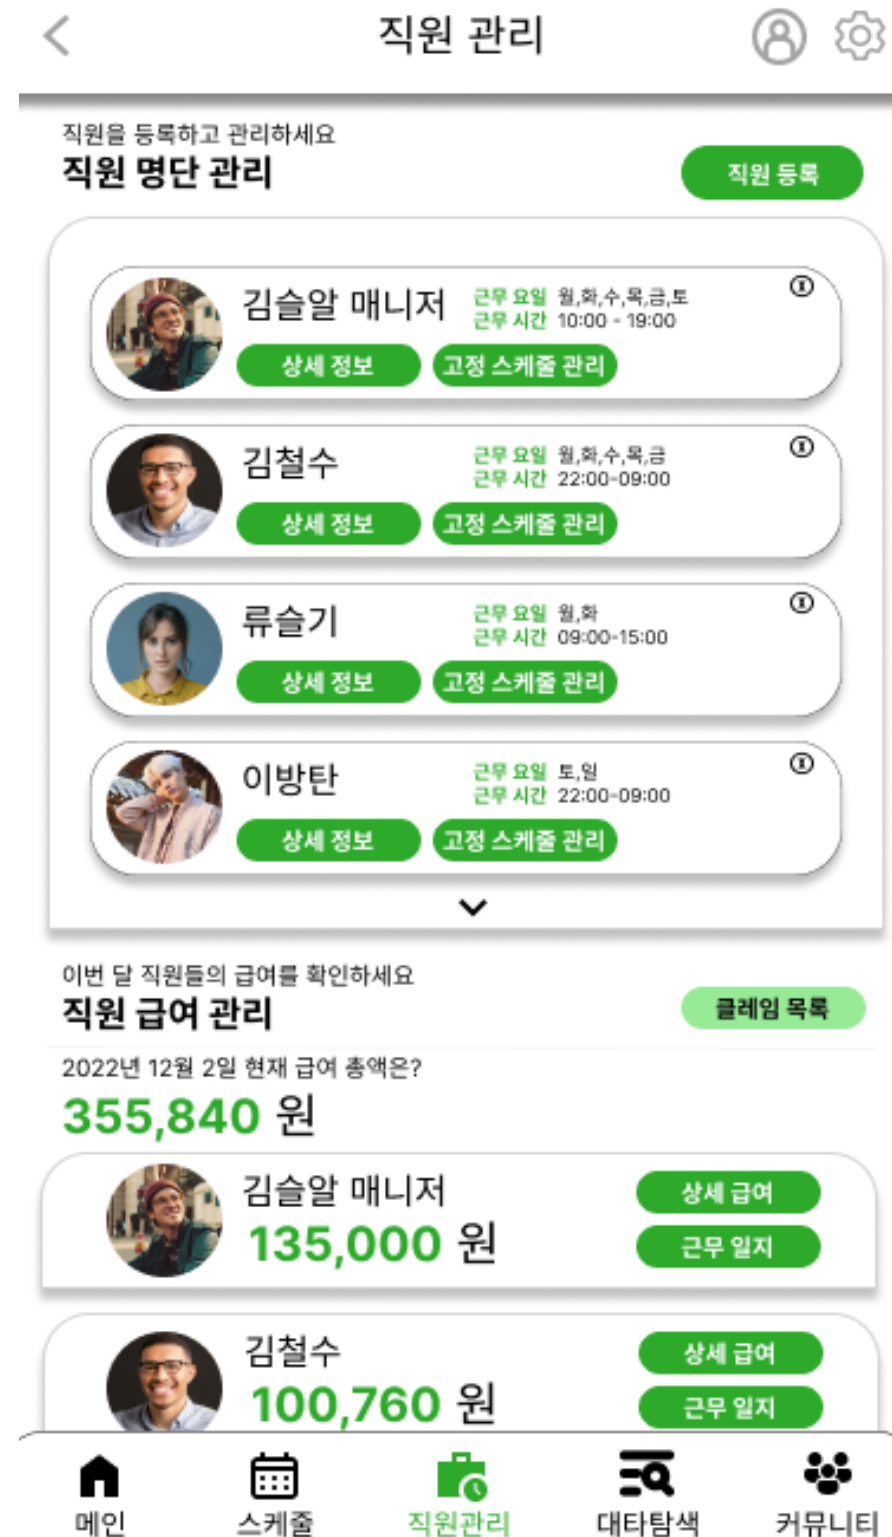 직원 관리
직원을 등록하고 관리하세요
직원 명단 관리
직원 등록
김슬알 매니저
근무 요일 월,화,수,목,금,토
근무 시간 10:00 - 19:00
상세 정보 고정 스케줄 관리
김철수
근무 요일 월,화,수,목,금
근무 시간 22:00-09:00
상세 정보 고정 스케줄 관리
류슬기
근무 요일 월,화
근무 시간 09:00-15:00
상세 정보 고정 스케줄 관리
이방탄
근무 요일 토,일
근무 시간 22:00-09:00
상세 정보 고정 스케줄 관리
이번 달 직원들의 급여를 확인하세요
직원 급여 관리
클레임 목록
2022년 12월 2일 현재 급여 총액은?
355,840 원
김슬알 매니저
135,000 원
상세 급여
근무 일지
김철수
100,760 원
상세 급여
근무 일지
메인 스케줄 직원관리 대타탐색 커뮤니티